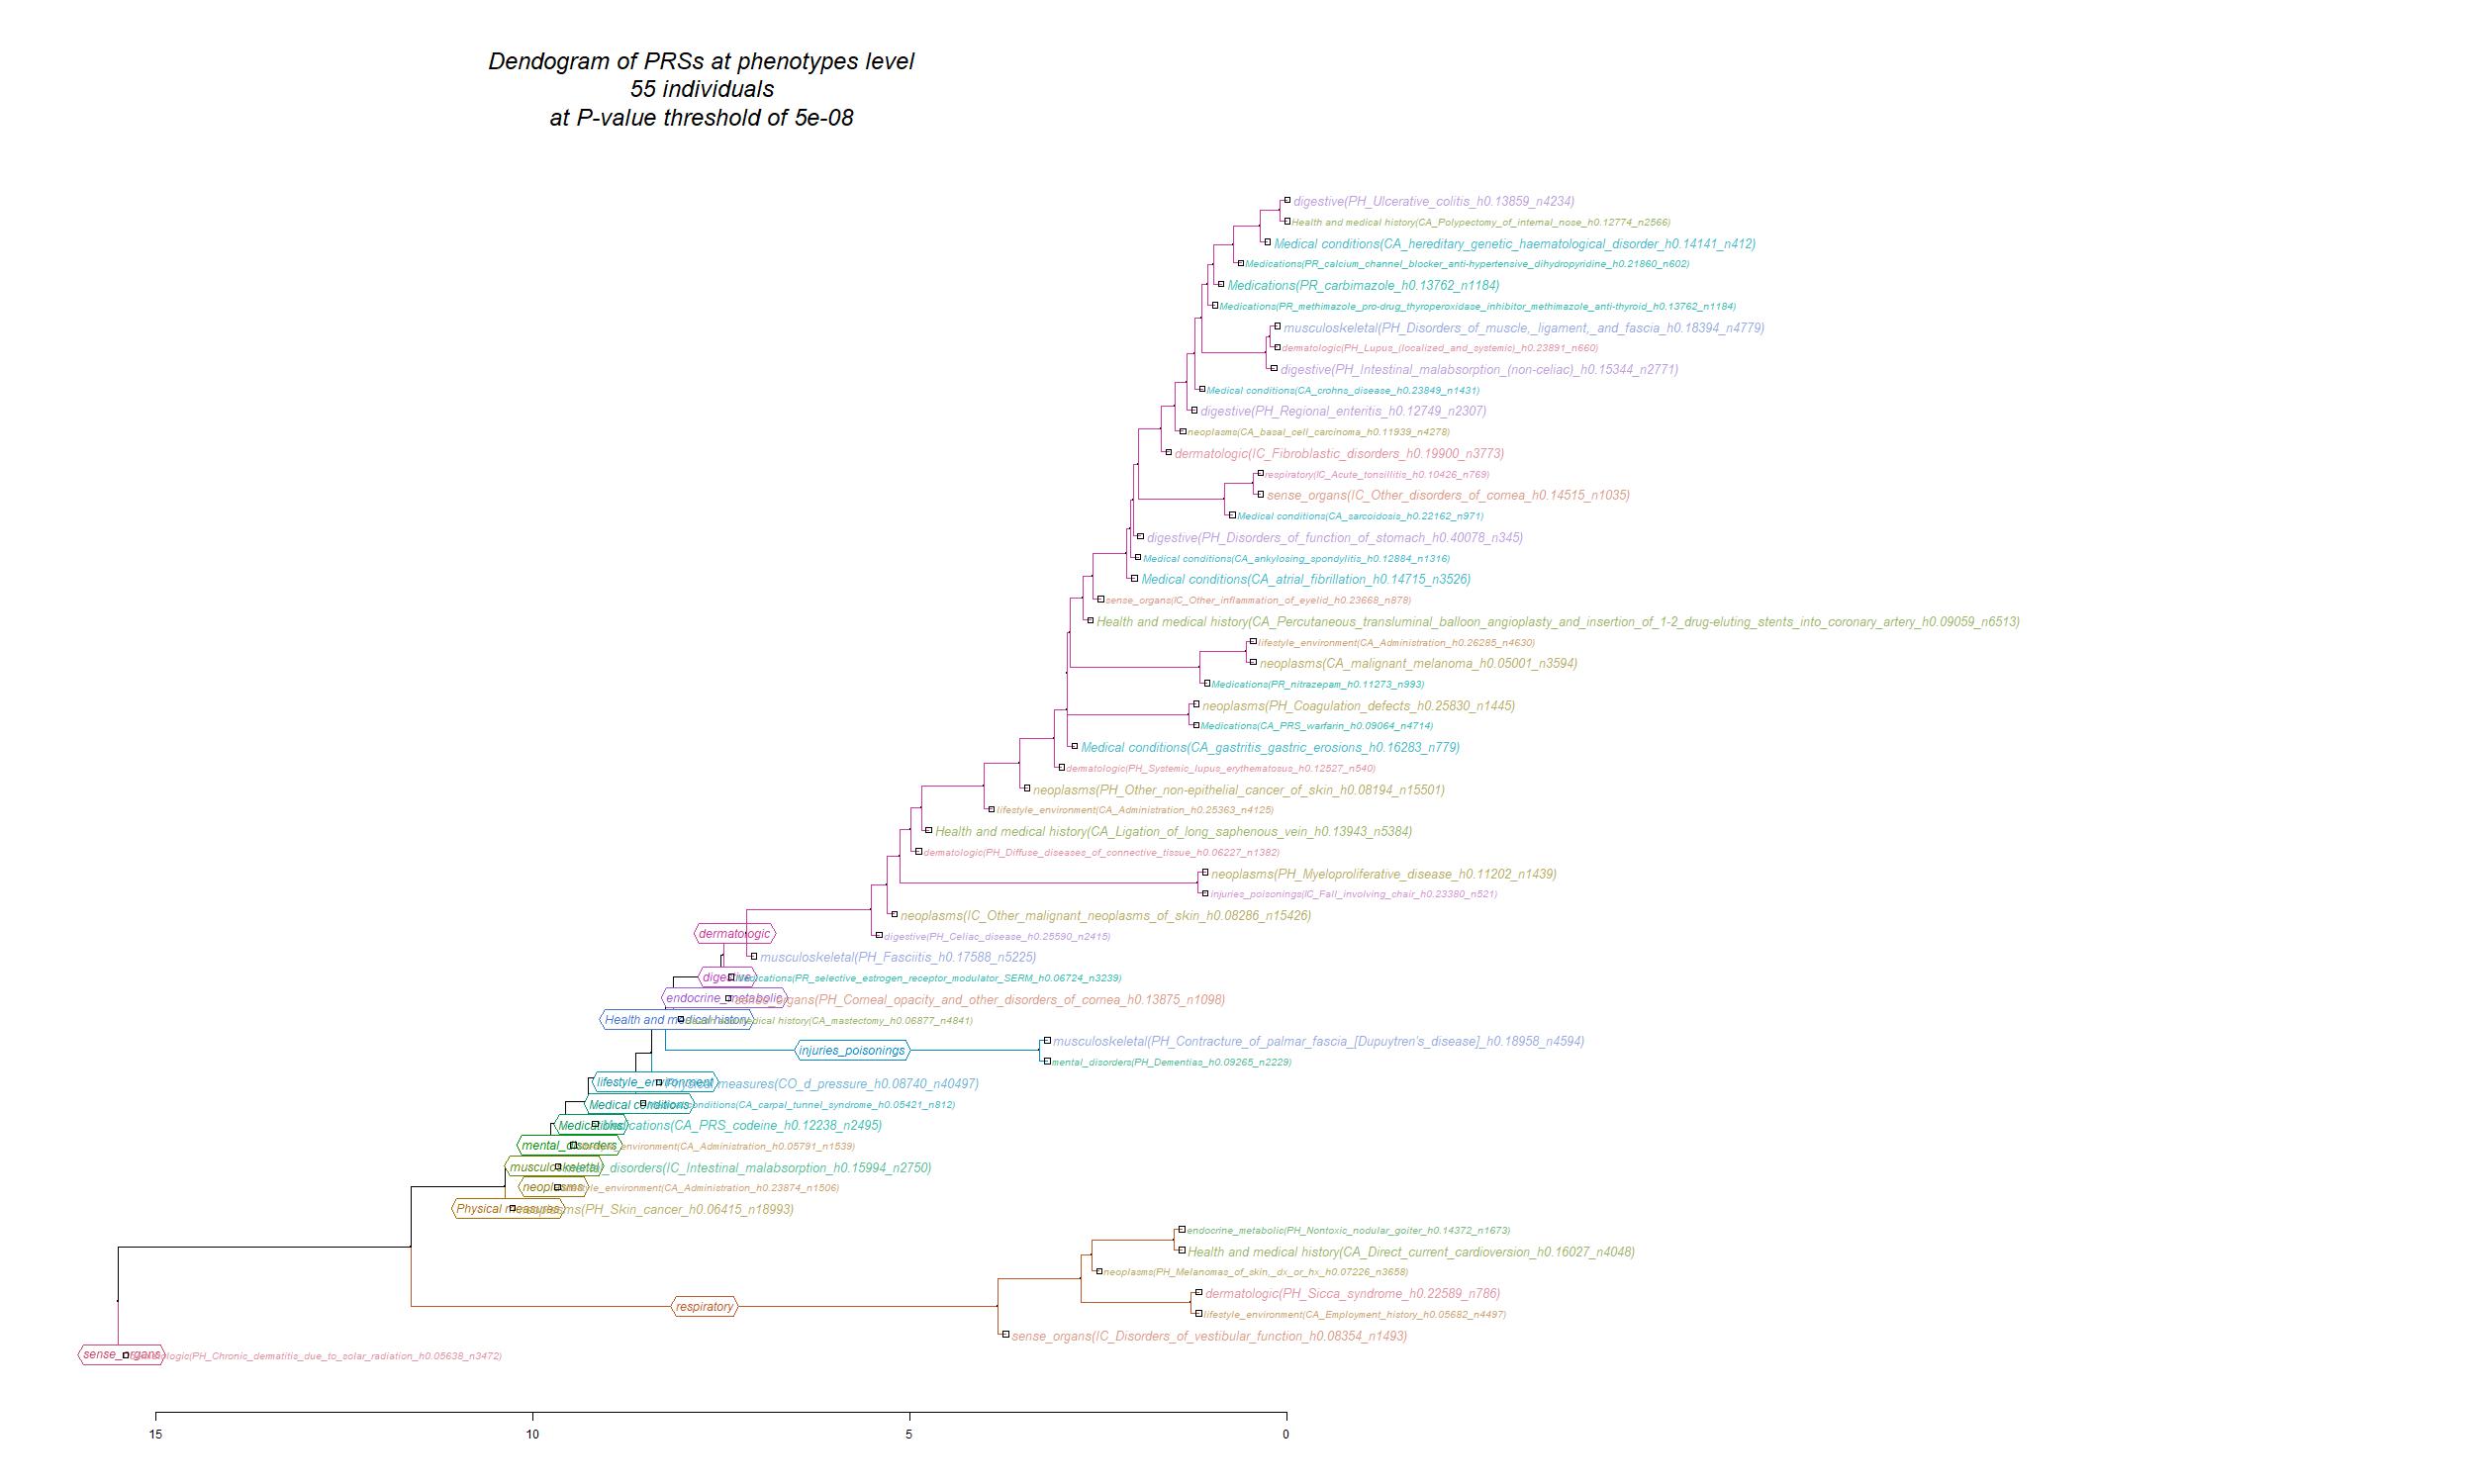 Dendogram of PRSs at phenotypes level
55 individuals
at P-value threshold of 5e-08
digestive(PH_Ulcerative_colitis_h0.13859_n4234)
Health and medical history(CA_Polypectomy_of_internal_nose_h0.12774_n2566)
Medical conditions(CA_hereditary_genetic_haematological_disorder_h0.14141_n412)
Medications(PR_calcium_channel_blocker_anti-hypertensive_dihydropyridine_h0.21860_n602)
Medications(PR_carbimazole_h0.13762_n1184)
Medications(PR_methimazole_pro-drug_thyroperoxidase_inhibitor_methimazole_anti-thyroid_h0.13762_n1184)
musculoskeletal(PH_Disorders_of_muscle,_ligament,_and_fascia_h0.18394_n4779)
dermatologic(PH_Lupus_(localized_and_systemic)_h0.23891_n660)
digestive(PH_Intestinal_malabsorption_(non-celiac)_h0.15344_n2771)
Medical conditions(CA_crohns_disease_h0.23849_n1431)
digestive(PH_Regional_enteritis_h0.12749_n2307)
neoplasms(CA_basal_cell_carcinoma_h0.11939_n4278)
dermatologic(IC_Fibroblastic_disorders_h0.19900_n3773)
respiratory(IC_Acute_tonsillitis_h0.10426_n769)
sense_organs(IC_Other_disorders_of_cornea_h0.14515_n1035)
Medical conditions(CA_sarcoidosis_h0.22162_n971)
digestive(PH_Disorders_of_function_of_stomach_h0.40078_n345)
Medical conditions(CA_ankylosing_spondylitis_h0.12884_n1316)
Medical conditions(CA_atrial_fibrillation_h0.14715_n3526)
sense_organs(IC_Other_inflammation_of_eyelid_h0.23668_n878)
Health and medical history(CA_Percutaneous_transluminal_balloon_angioplasty_and_insertion_of_1-2_drug-eluting_stents_into_coronary_artery_h0.09059_n6513)
lifestyle_environment(CA_Administration_h0.26285_n4630)
neoplasms(CA_malignant_melanoma_h0.05001_n3594)
Medications(PR_nitrazepam_h0.11273_n993)
neoplasms(PH_Coagulation_defects_h0.25830_n1445)
Medications(CA_PRS_warfarin_h0.09064_n4714)
Medical conditions(CA_gastritis_gastric_erosions_h0.16283_n779)
dermatologic(PH_Systemic_lupus_erythematosus_h0.12527_n540)
neoplasms(PH_Other_non-epithelial_cancer_of_skin_h0.08194_n15501)
lifestyle_environment(CA_Administration_h0.25363_n4125)
Health and medical history(CA_Ligation_of_long_saphenous_vein_h0.13943_n5384)
dermatologic(PH_Diffuse_diseases_of_connective_tissue_h0.06227_n1382)
neoplasms(PH_Myeloproliferative_disease_h0.11202_n1439)
injuries_poisonings(IC_Fall_involving_chair_h0.23380_n521)
neoplasms(IC_Other_malignant_neoplasms_of_skin_h0.08286_n15426)
dermatologic
digestive(PH_Celiac_disease_h0.25590_n2415)
musculoskeletal(PH_Fasciitis_h0.17588_n5225)
digestive Medications(PR_selective_estrogen_receptor_modulator_SERM_h0.06724_n3239)
endocrine_metabolic sense_organs(PH_Corneal_opacity_and_other_disorders_of_cornea_h0.13875_n1098)
Health and medical history Health and medical history(CA_mastectomy_h0.06877_n4841)
musculoskeletal(PH_Contracture_of_palmar_fascia_[Dupuytren's_disease]_h0.18958_n4594)
injuries_poisonings
mental_disorders(PH_Dementias_h0.09265_n2229)
lifestyle_environment Physical measures(CO_d_pressure_h0.08740_n40497)
Medical conditions Medical conditions(CA_carpal_tunnel_syndrome_h0.05421_n812)
Medications Medications(CA_PRS_codeine_h0.12238_n2495)
mental_disorders lifestyle_environment(CA_Administration_h0.05791_n1539)
musculoskeletal mental_disorders(IC_Intestinal_malabsorption_h0.15994_n2750)
neoplasms lifestyle_environment(CA_Administration_h0.23874_n1506)
Physical measures neoplasms(PH_Skin_cancer_h0.06415_n18993)
endocrine_metabolic(PH_Nontoxic_nodular_goiter_h0.14372_n1673)
Health and medical history(CA_Direct_current_cardioversion_h0.16027_n4048)
neoplasms(PH_Melanomas_of_skin,_dx_or_hx_h0.07226_n3658)
dermatologic(PH_Sicca_syndrome_h0.22589_n786)
respiratory
lifestyle_environment(CA_Employment_history_h0.05682_n4497)
sense_organs(IC_Disorders_of_vestibular_function_h0.08354_n1493)
sense_organs dermatologic(PH_Chronic_dermatitis_due_to_solar_radiation_h0.05638_n3472)
15 10 5 0